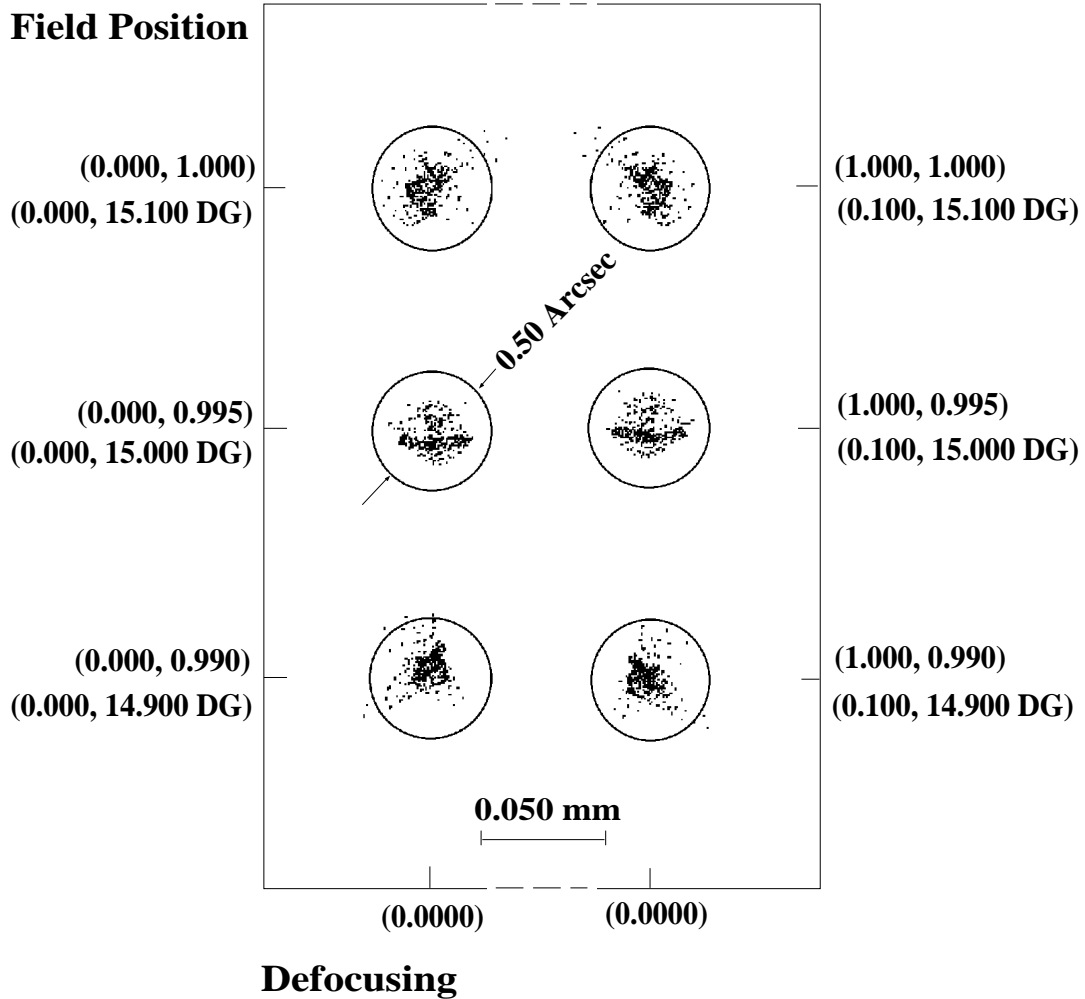 Field Position
(0.000, 1.000)
(0.000, 15.100 DG)
(1.000, 1.000)
(0.100, 15.100 DG)
0.50 Arcsec
(0.000, 0.995)
(0.000, 15.000 DG)
(1.000, 0.995)
(0.100, 15.000 DG)
(0.000, 0.990)
(0.000, 14.900 DG)
(1.000, 0.990)
(0.100, 14.900 DG)
0.050 mm
(0.0000)
(0.0000)
Defocusing